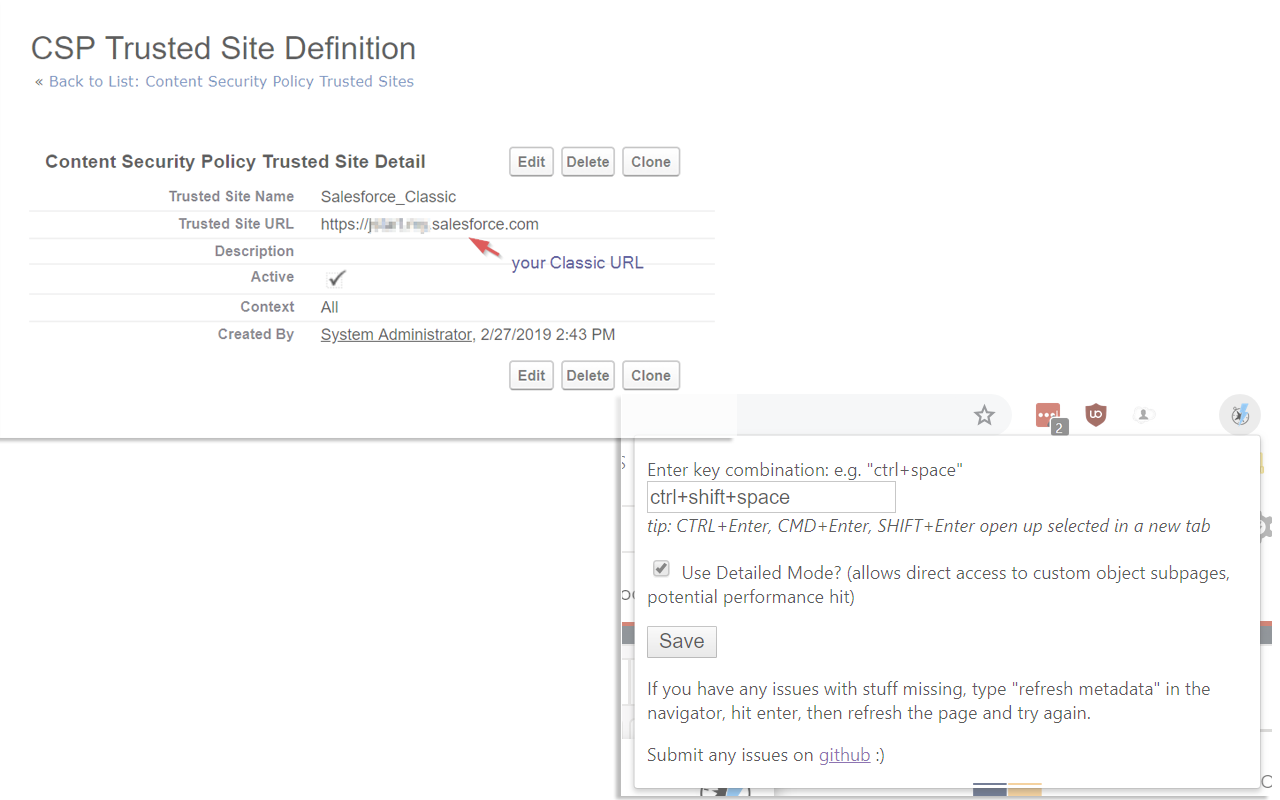 CSP Trusted Site Definition
« Back to List: Content Security Policy Trusted Sites
Content Security Policy Trusted Site Detail Edit Delete Clone
Trusted Site Name Salesforce_Classic
Trusted Site URL https:// .salesforce.com
Description
your Classic URL
Active
Context All
Created By System Administrator, 2/27/2019 2:43 PM
Edit Delete Clone
2
Enter key combination: e.g. "ctrl+space"
ctrl+shift+space
tip: CTRL+Enter, CMD+Enter, SHIFT+Enter open up selected in a new tab
Use Detailed Mode? (allows direct access to custom object subpages,
potential performance hit)
Save
If you have any issues with stuff missing, type "refresh metadata" in the
navigator, hit enter, then refresh the page and try again.
Submit any issues on github :)